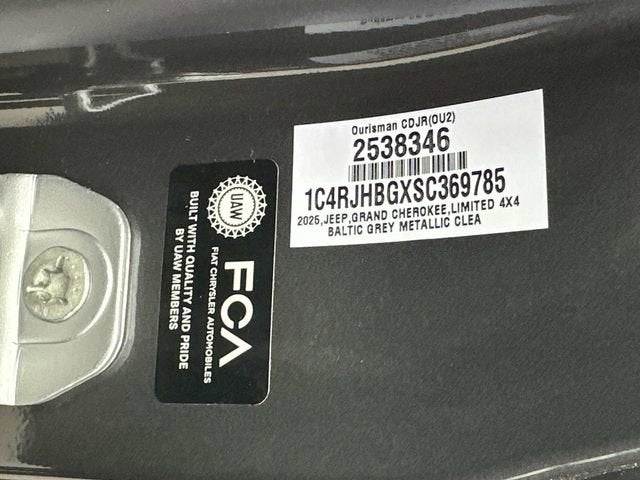 Ourisman CDJR(OU2)
2538346
1C4RJHBGXSC369785
2025,JEEP,GRAND CHEROKEE,LIMITED 4X4
BALTIC GREY METALLIC CLEA
UAW
FCA
FIAT CHRYSLER AUTOMOBILES
BUILT WITH QUALITY AND PRIDE
BY UAW MEMBERS